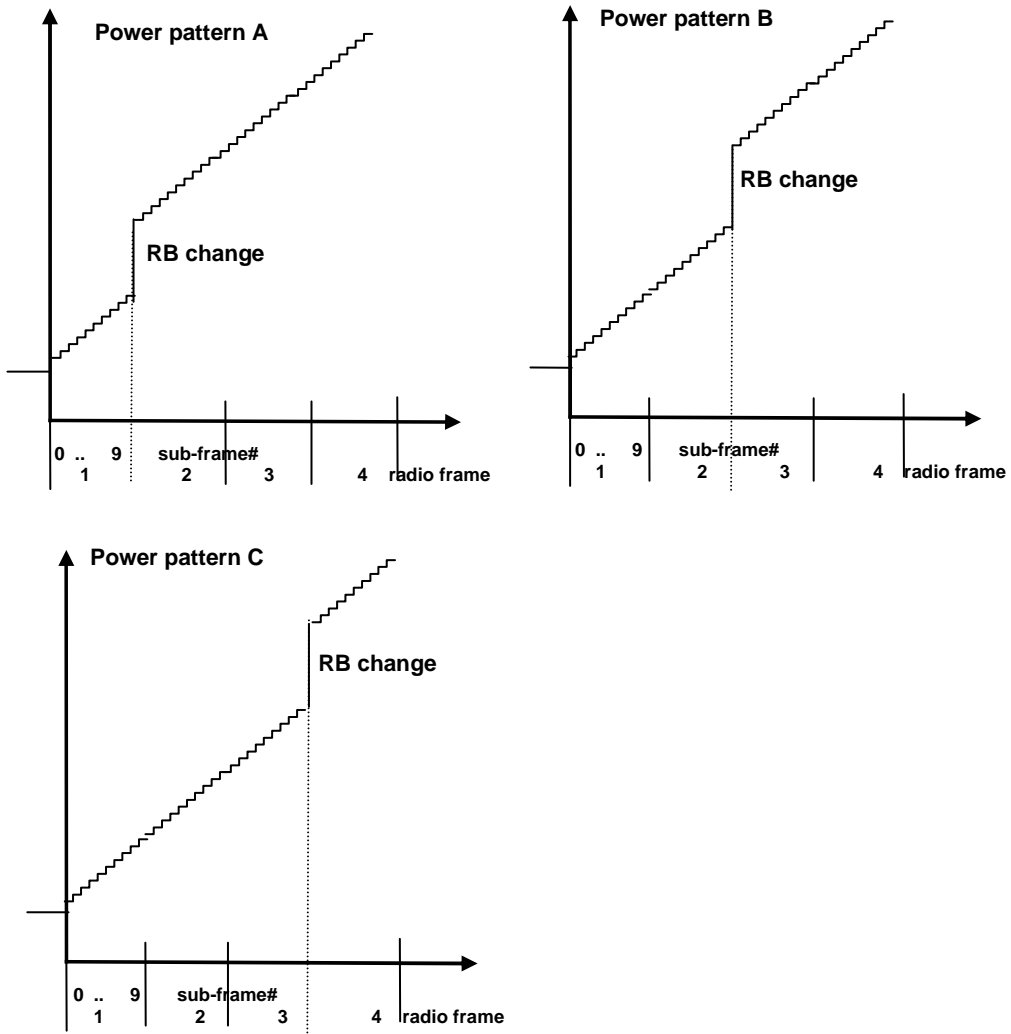 Power pattern A
RB change
0 .. 9 sub-frame#
1 2 3 4 radio frame
Power pattern B
RB change
0 .. 9 sub-frame#
1 2 3 4 radio frame
Power pattern C
RB change
0 .. 9 sub-frame#
1 2 3 4 radio frame